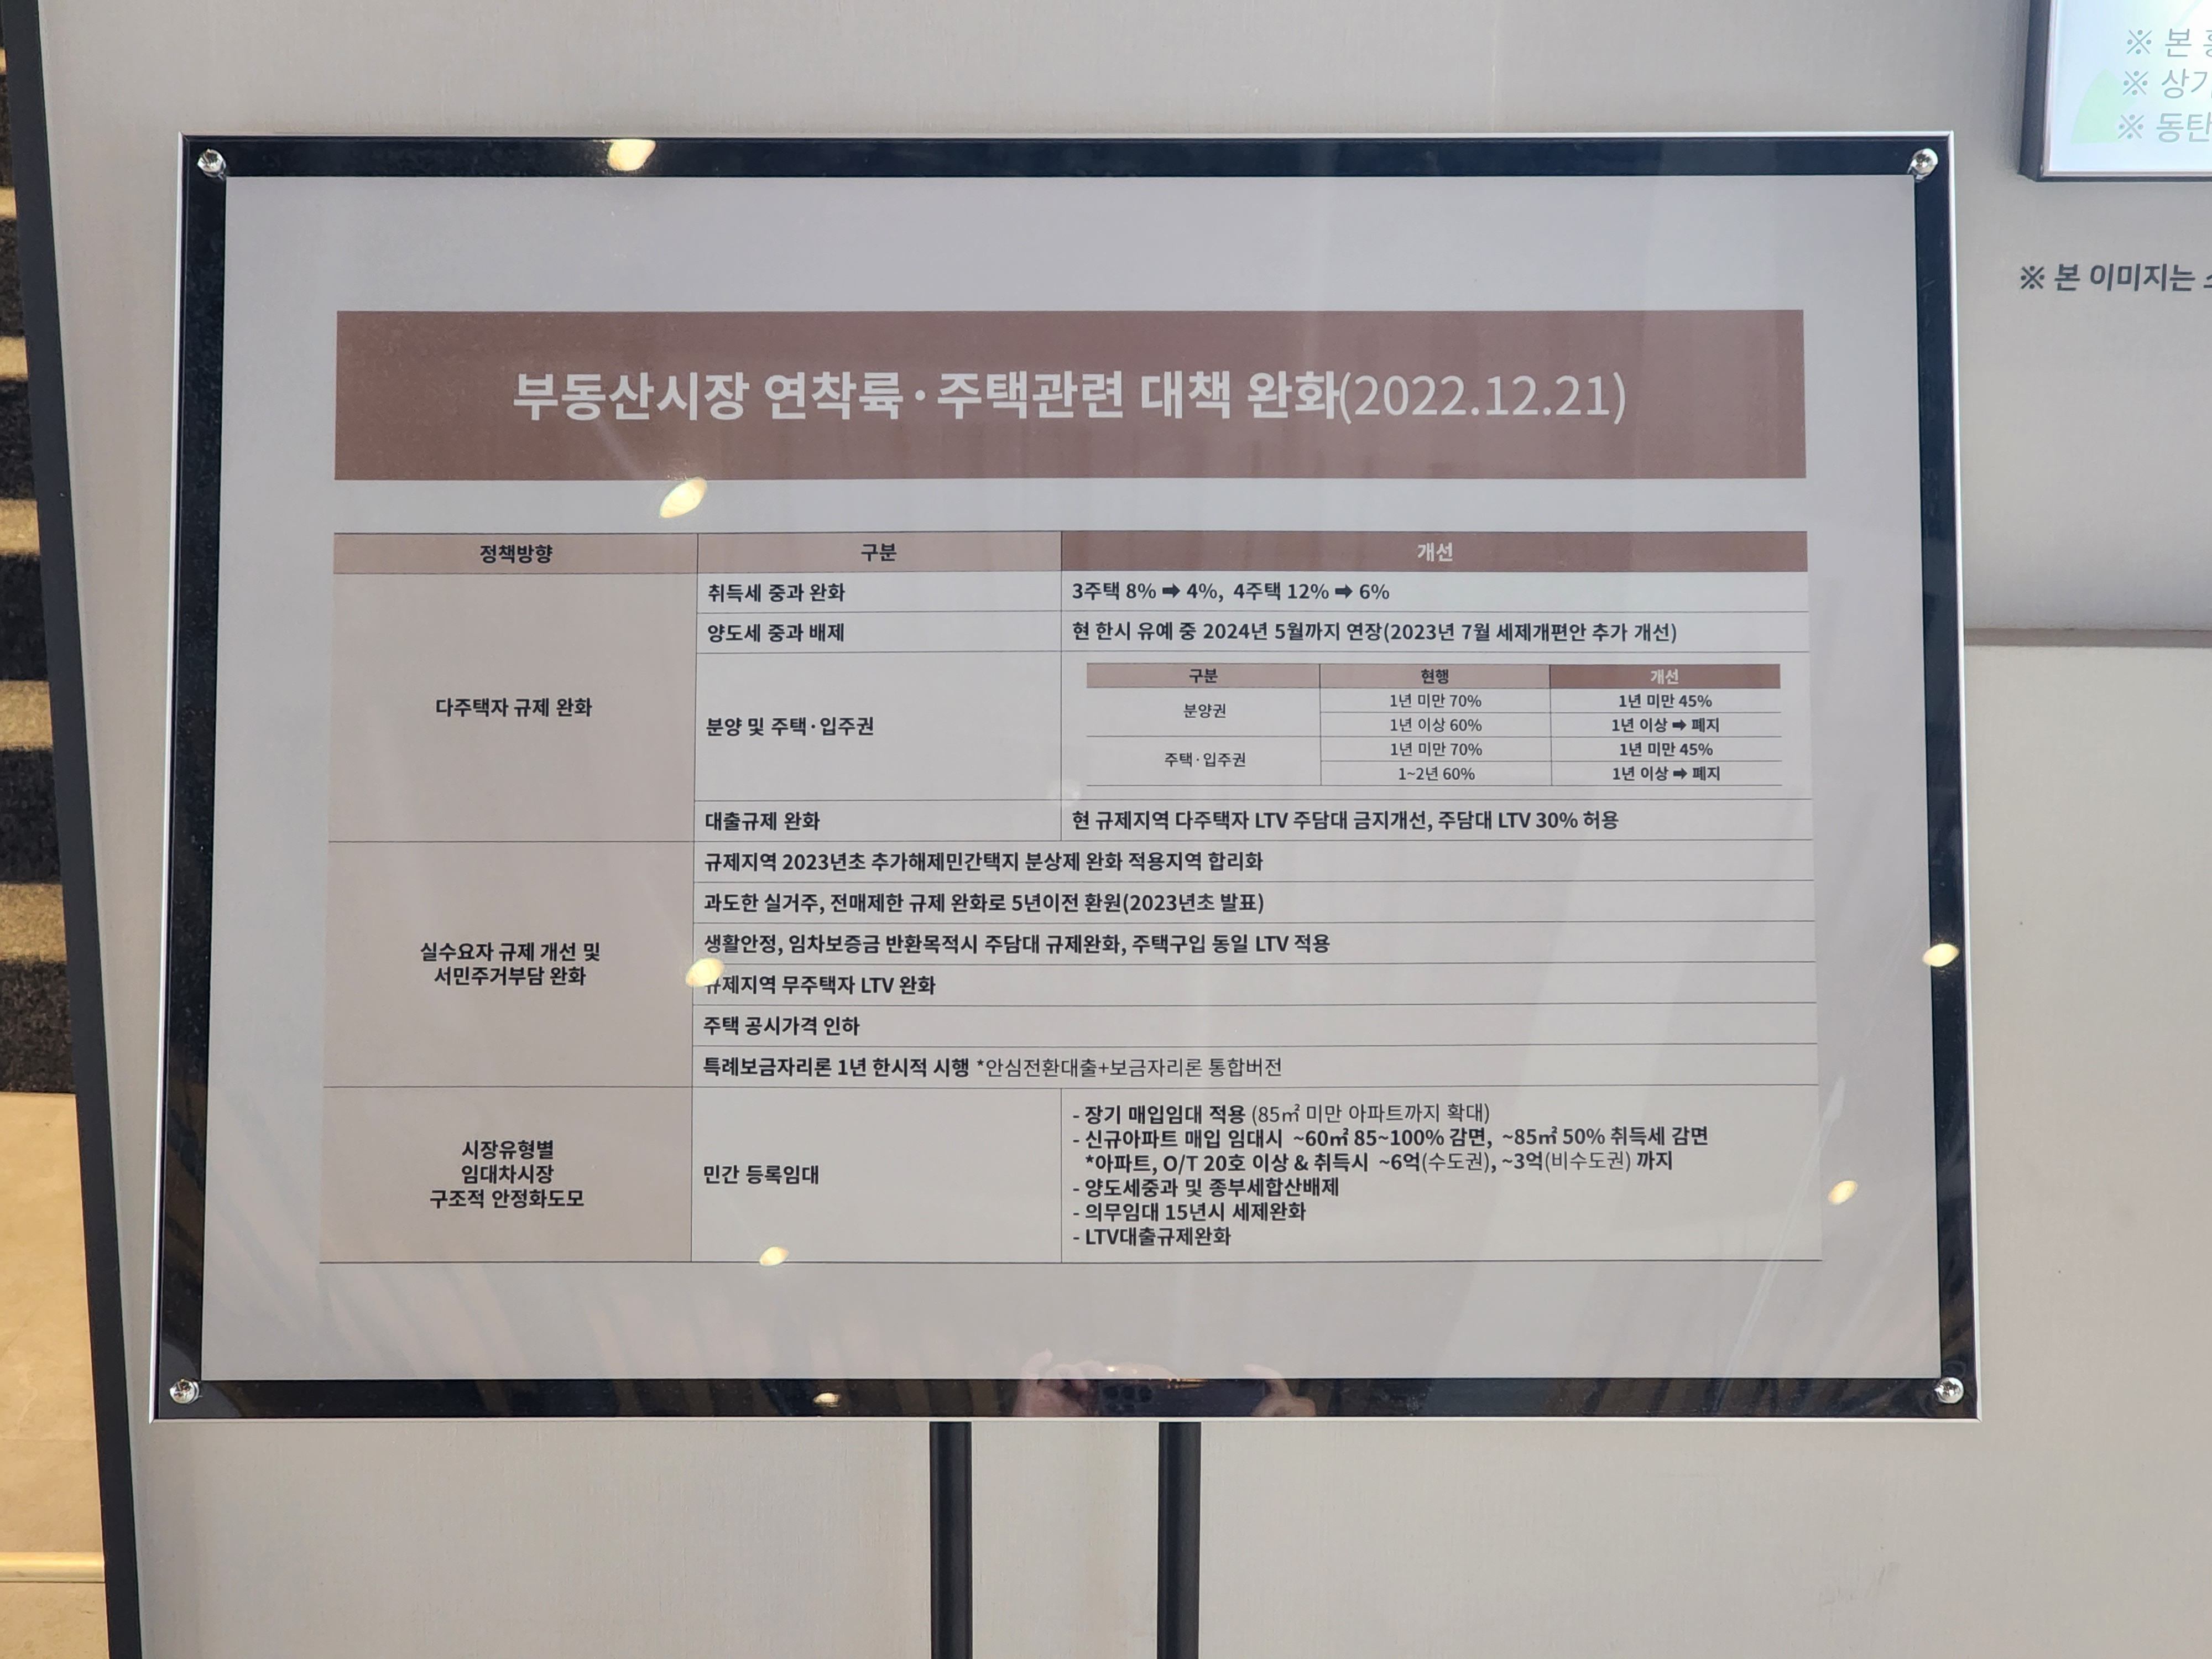 ※ 본
※ 상기
※ 동탄
※ 본 이미지는
부동산시장 연착륙·주택관련 대책 완화(2022.12.21)
정책방향 구분 개선
다주택자 규제 완화
취득세 중과 완화 3주택 8% ➡ 4%, 4주택 12% ➡ 6%
양도세 중과 배제 현 한시 유예 중 2024년 5월까지 연장(2023년 7월 세제개편안 추가 개선)
분양 및 주택·입주권
구분 현행 개선
분양권
1년 미만 70% 1년 미만 45%
1년 이상 60% 1년 이상 ➡ 폐지
주택·입주권
1년 미만 70% 1년 미만 45%
1~2년 60% 1년 이상 ➡ 폐지
대출규제 완화 현 규제지역 다주택자 LTV 주담대 금지개선, 주담대 LTV 30% 허용
실수요자 규제 개선 및
서민주거부담 완화
규제지역 2023년초 추가해제민간택지 분상제 완화 적용지역 합리화
과도한 실거주, 전매제한 규제 완화로 5년이전 환원(2023년초 발표)
생활안정, 임차보증금 반환목적시 주담대 규제완화, 주택구입 동일 LTV 적용
규제지역 무주택자 LTV 완화
주택 공시가격 인하
특례보금자리론 1년 한시적 시행 *안심전환대출+보금자리론 통합버전
시장유형별
임대차시장
구조적 안정화도모
민간 등록임대
- 장기 매입임대 적용 (85㎡ 미만 아파트까지 확대)
- 신규아파트 매입 임대시 ~60㎡ 85~100% 감면, ~85㎡ 50% 취득세 감면
*아파트, O/T 20호 이상 & 취득시 ~6억(수도권), ~3억(비수도권) 까지
- 양도세중과 및 종부세합산배제
- 의무임대 15년시 세제완화
- LTV대출규제완화